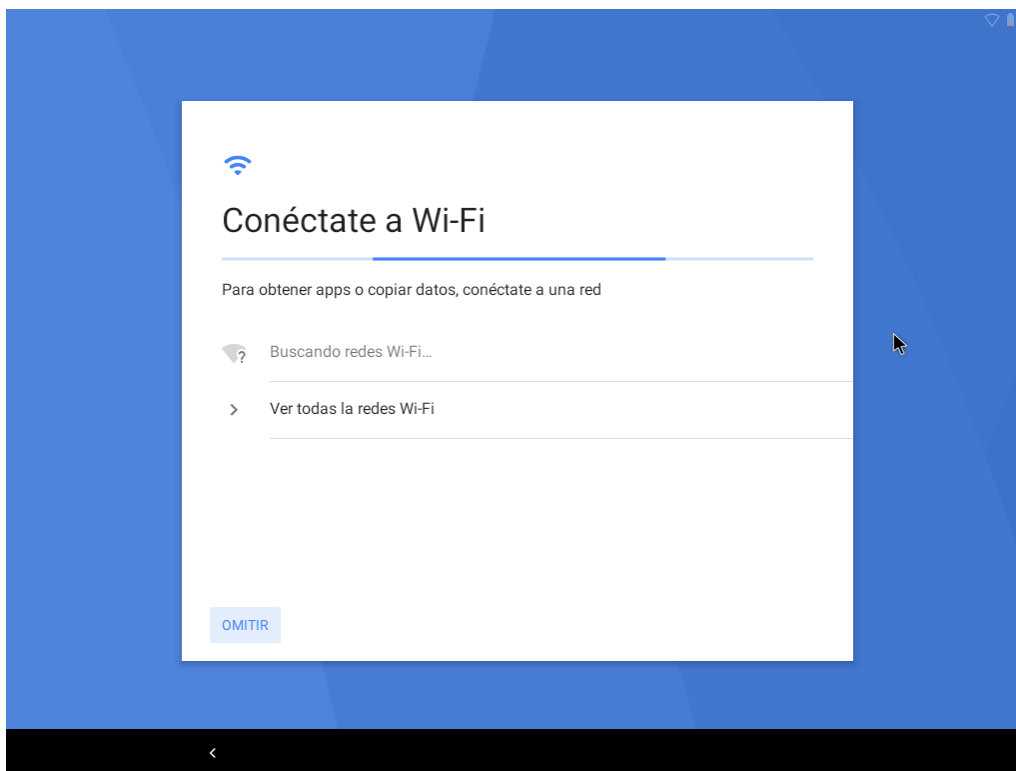 Conéctate a Wi-Fi
Para obtener apps o copiar datos, conéctate a una red
Buscando redes Wi-Fi...
Ver todas la redes Wi-Fi
OMITIR